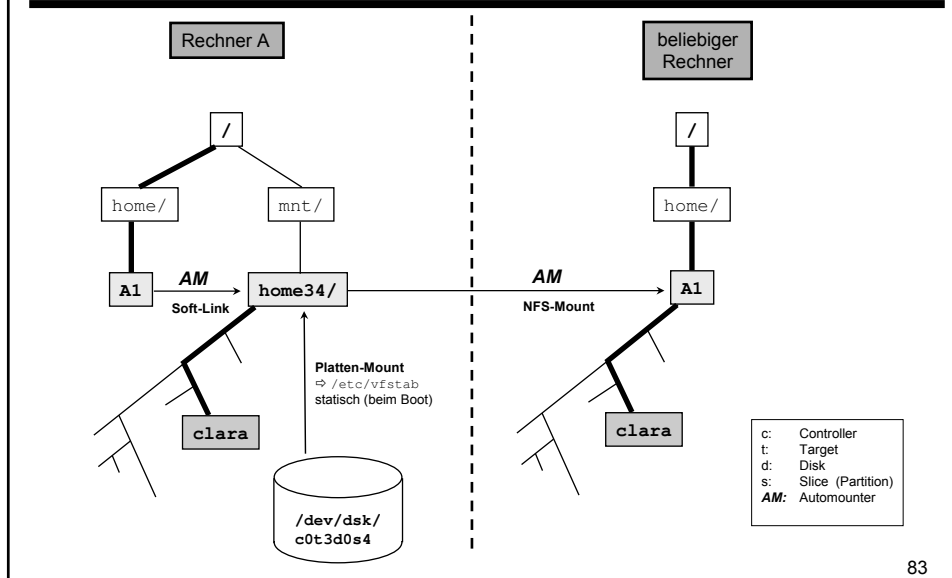 Rechner A
beliebiger
Rechner
/
/
home/
mnt/
home/
A1
AM
Soft-Link
home34/
AM
NFS-Mount
A1
Platten-Mount
⇨ /etc/vfstab
statisch (beim Boot)
clara
clara
/dev/dsk/
c0t3d0s4
c: Controller
t: Target
d: Disk
s: Slice (Partition)
AM: Automounter
83